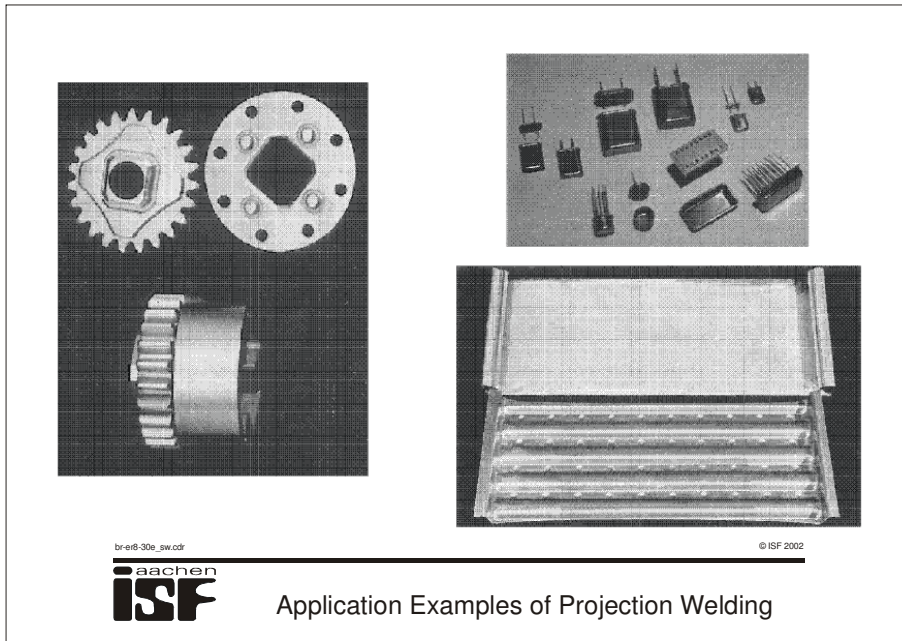 br-er8-30e_sw.cdr
© ISF 2002
aachen
ISF
Application Examples of Projection Welding